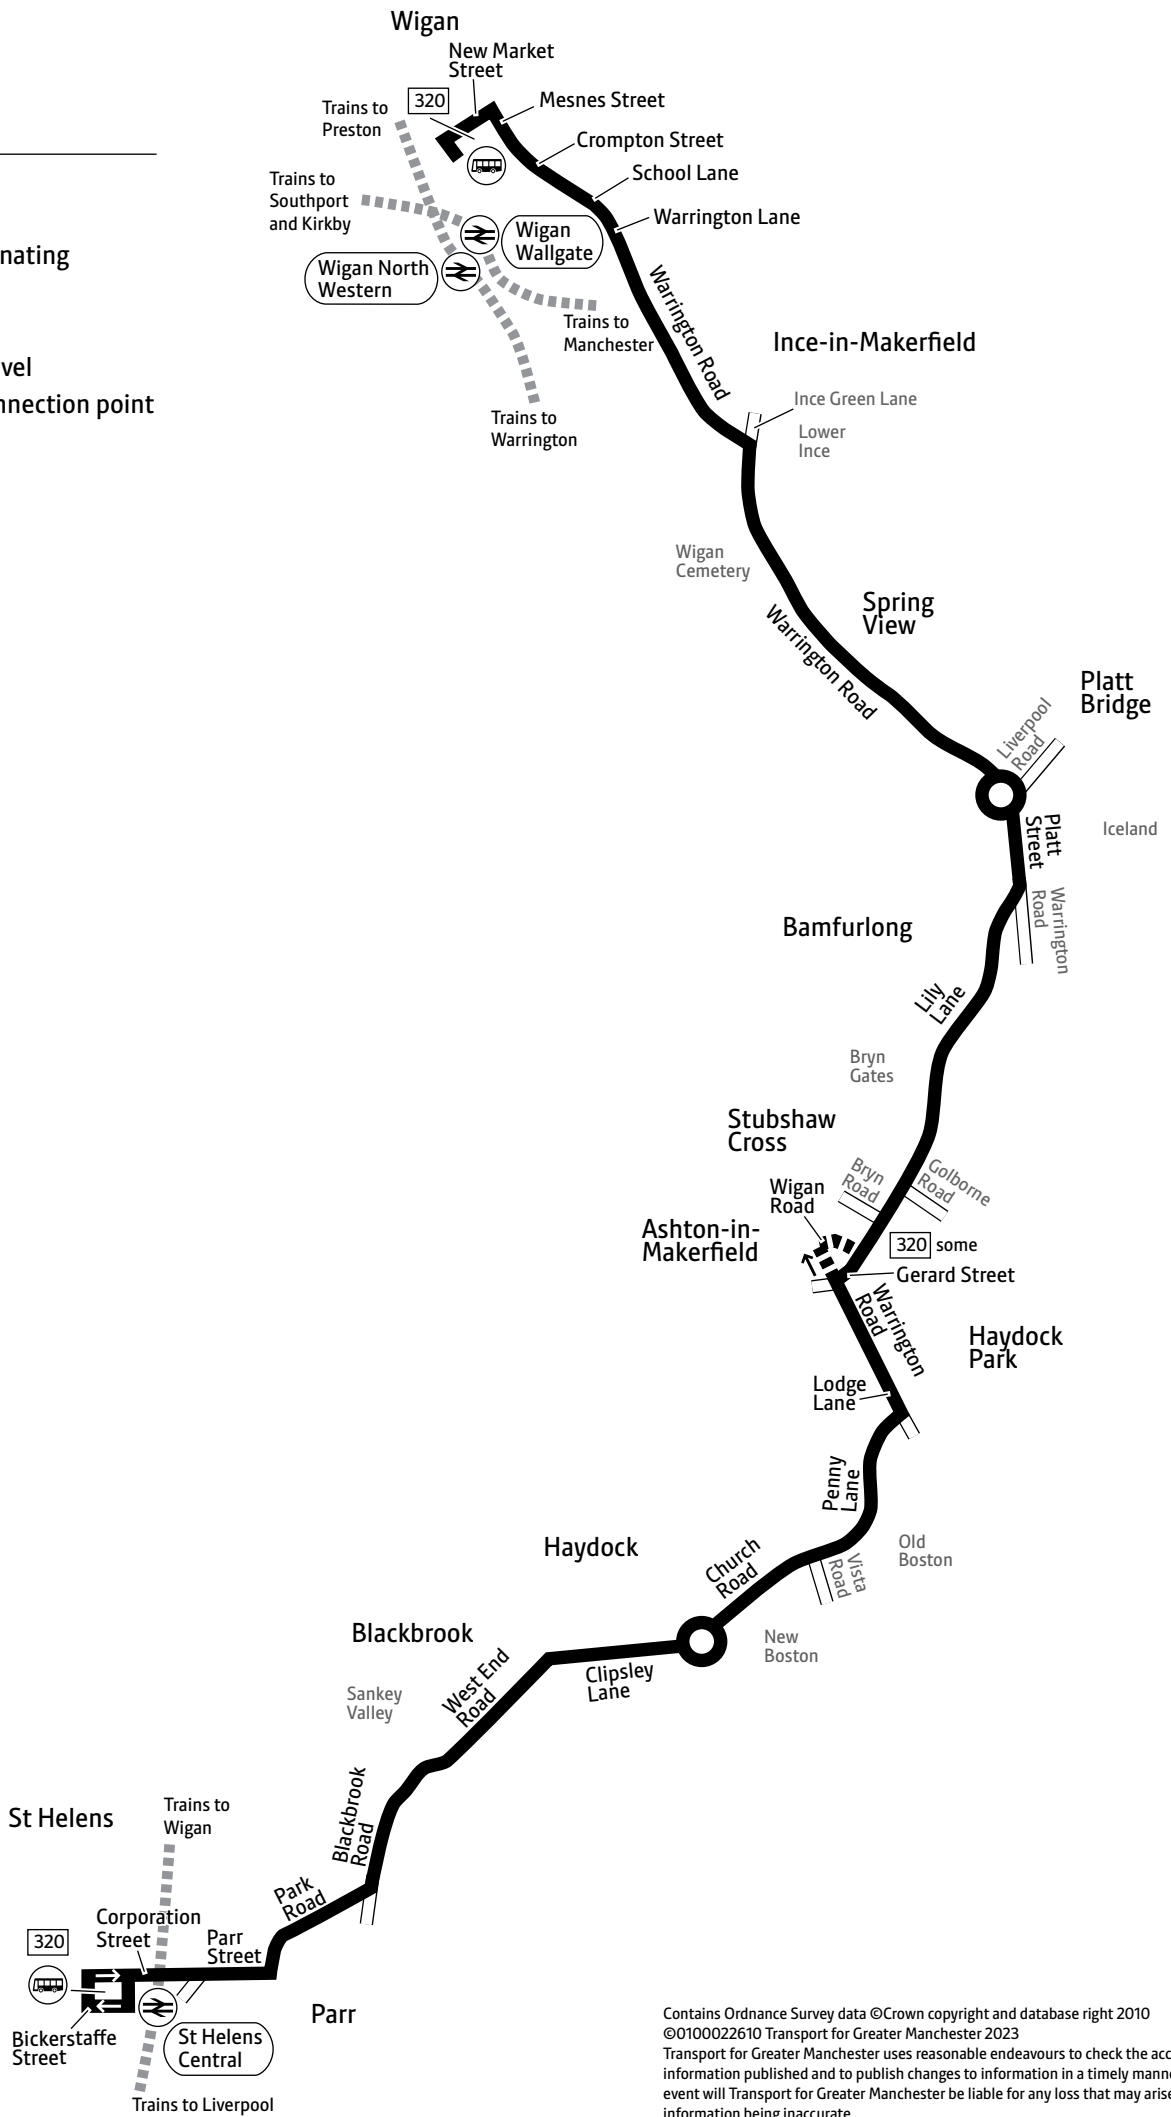 Wigan
New Market
Street
320
Mesnes Street
Trains to
Preston
Crompton Street
School Lane
Trains to
Southport
and Kirkby
Warrington Lane
Wigan
Wallgate
nating
Wigan North
Western
Warrington Road
Trains to
Manchester
Ince-in-Makerfield
vel
nnection point
Ince Green Lane
Trains to
Warrington
Lower
Ince
Wigan
Cemetery
Spring
View
Warrington Road
Platt
Bridge
Liverpool
Road
Iceland
Platt
Street
Warrington
Road
Bamfurlong
Lily
Lane
Bryn
Gates
Stubshaw
Cross
Bryn
Road
Golborne
Road
Wigan
Road
Ashton-in-
Makerfield
320 some
Gerard Street
Warrington
Road
Haydock
Park
Lodge
Lane
Penny
Lane
Old
Boston
Haydock
Church
Road
Vista
Road
Blackbrook
New
Boston
Clipsley
Lane
West End
Road
Sankey
Valley
Blackbrook
Road
St Helens
Trains to
Wigan
Park
Road
Corporation
Street
Parr
Street
320
Bickerstaffe
Street
St Helens
Central
Parr
Trains to Liverpool
Contains Ordnance Survey data ©Crown copyright and database right 2010
©0100022610 Transport for Greater Manchester 2023
Transport for Greater Manchester uses reasonable endeavours to check the acc
information published and to publish changes to information in a timely manne
event will Transport for Greater Manchester be liable for any loss that may arise
information being inaccurate